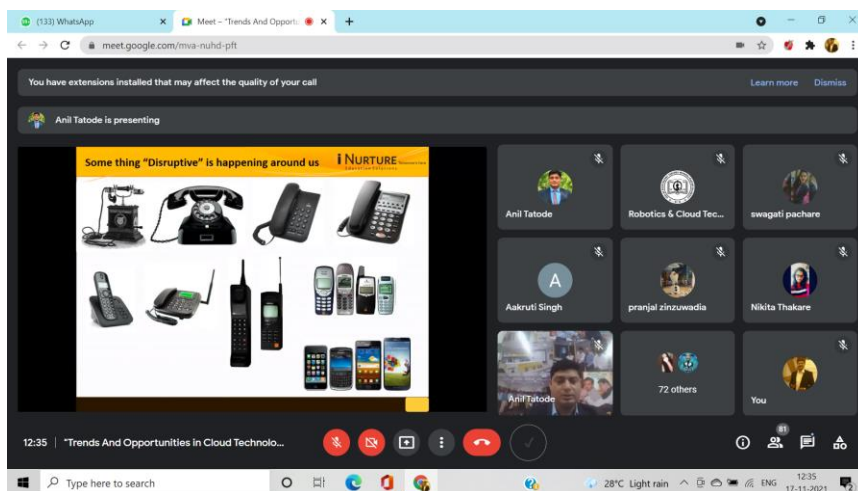 (133) WhatsApp
Meet – "Trends And Opportu
meet.google.com/mva-nuhd-pft
You have extensions installed that may affect the quality of your call
Learn more Dismiss
Anil Tatode is presenting
Some thing "Disruptive" is happening around us
iNURTURE
Anil Tatode
Robotics & Cloud Tec...
swagati pachare
A
Aakruti Singh
pranjal zinzuwadia
Nikita Thakare
Anil Tatode
72 others
You
12:35 | "Trends And Opportunities in Cloud Technolo...
81
Type here to search
28°C Light rain
ENG
12:35
17-11-2021
2